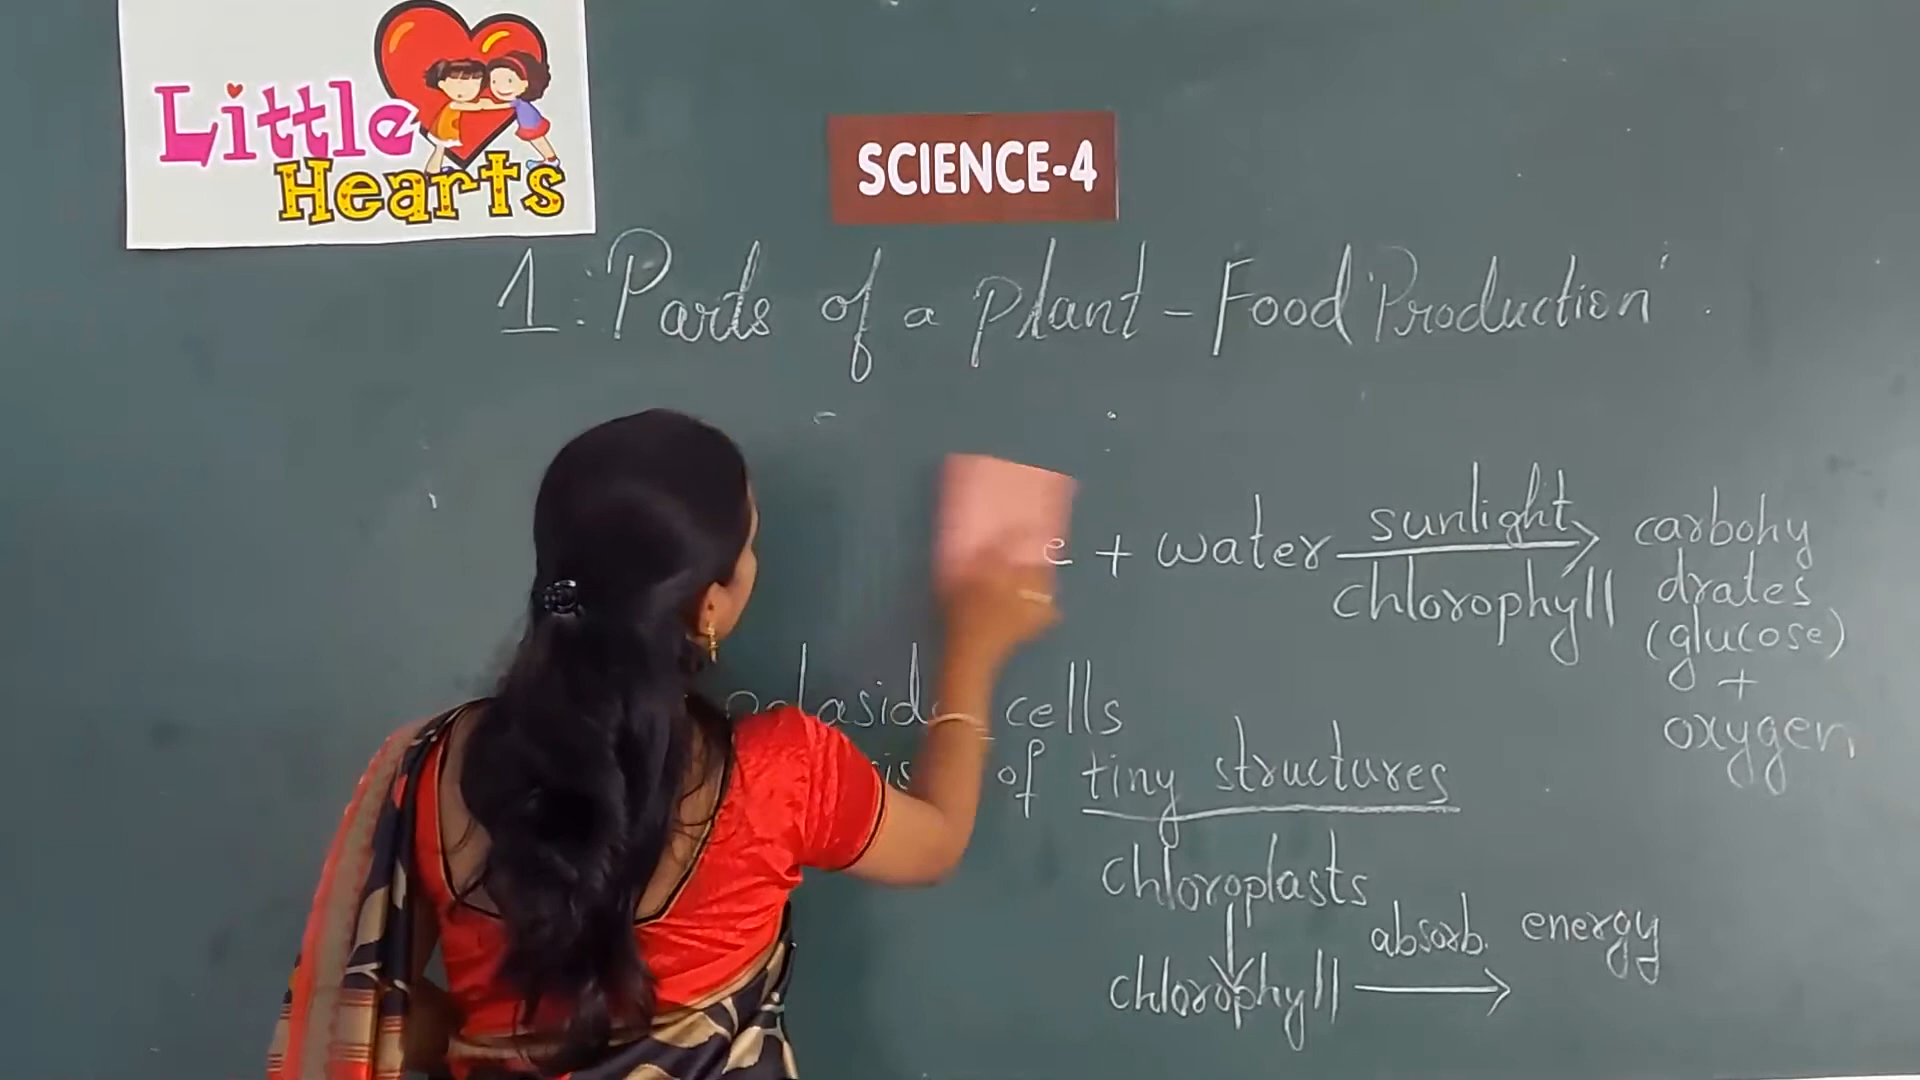 Little
Hearts
SCIENCE-4
1. Parts of a plant - Food 'Production'.
e + water sunlight carbohy
chlorophyll drates
(glucose)
+
oxygen
cells
of tiny structures
chloroplasts
absorb. energy
chlorophyll